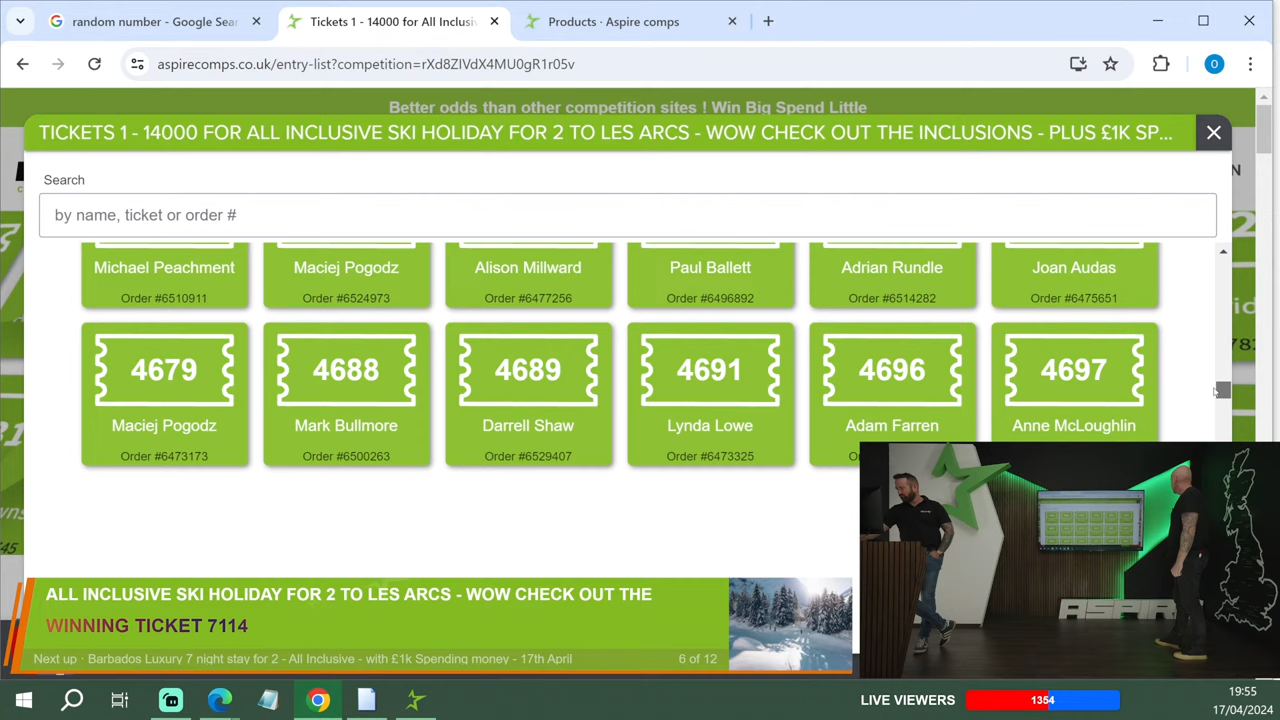 random number - Google Sear
Tickets 1 - 14000 for All Inclusiv
Products · Aspire comps
aspirecomps.co.uk/entry-list?competition=rXd8ZIVdX4MU0gR1r05v
0
Better odds than other competition sites ! Win Big Spend Little
TICKETS 1 - 14000 FOR ALL INCLUSIVE SKI HOLIDAY FOR 2 TO LES ARCS - WOW CHECK OUT THE INCLUSIONS - PLUS £1K SP...
Search
by name, ticket or order #
Michael Peachment
Maciej Pogodz
Alison Millward
Paul Ballett
Adrian Rundle
Joan Audas
Order #6510911
Order #6524973
Order #6477256
Order #6496892
Order #6514282
Order #6475651
4679
4688
4689
4691
4696
4697
Maciej Pogodz
Mark Bullmore
Darrell Shaw
Lynda Lowe
Adam Farren
Anne McLoughlin
Order #6473173
Order #6500263
Order #6529407
Order #6473325
ALL INCLUSIVE SKI HOLIDAY FOR 2 TO LES ARCS - WOW CHECK OUT THE
WINNING TICKET 7114
Next up · Barbados Luxury 7 night stay for 2 - All Inclusive - with £1k Spending money - 17th April
6 of 12
ASPIRE
LIVE VIEWERS
1354
19:55
17/04/2024